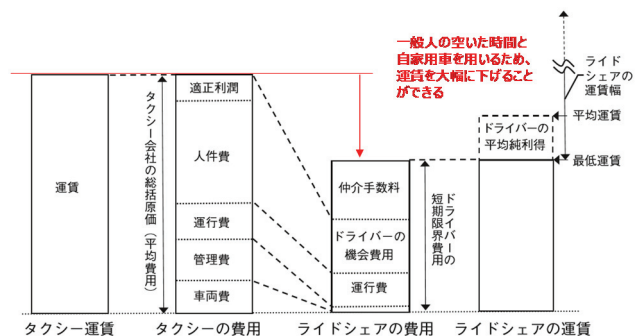 一般人の空いた時間と
自家用車を用いるため、
運賃を大幅に下げること
ができる
ライド
シェアの
運賃幅
平均運賃
最低運賃
運賃
タクシー会社の総括原価（平均費用）
適正利潤
人件費
運行費
管理費
車両費
仲介手数料
ドライバーの
機会費用
運行費
ドライバーの
短期限界費用
ドライバーの
平均純利得
タクシー運賃
タクシーの費用
ライドシェアの費用
ライドシェアの運賃